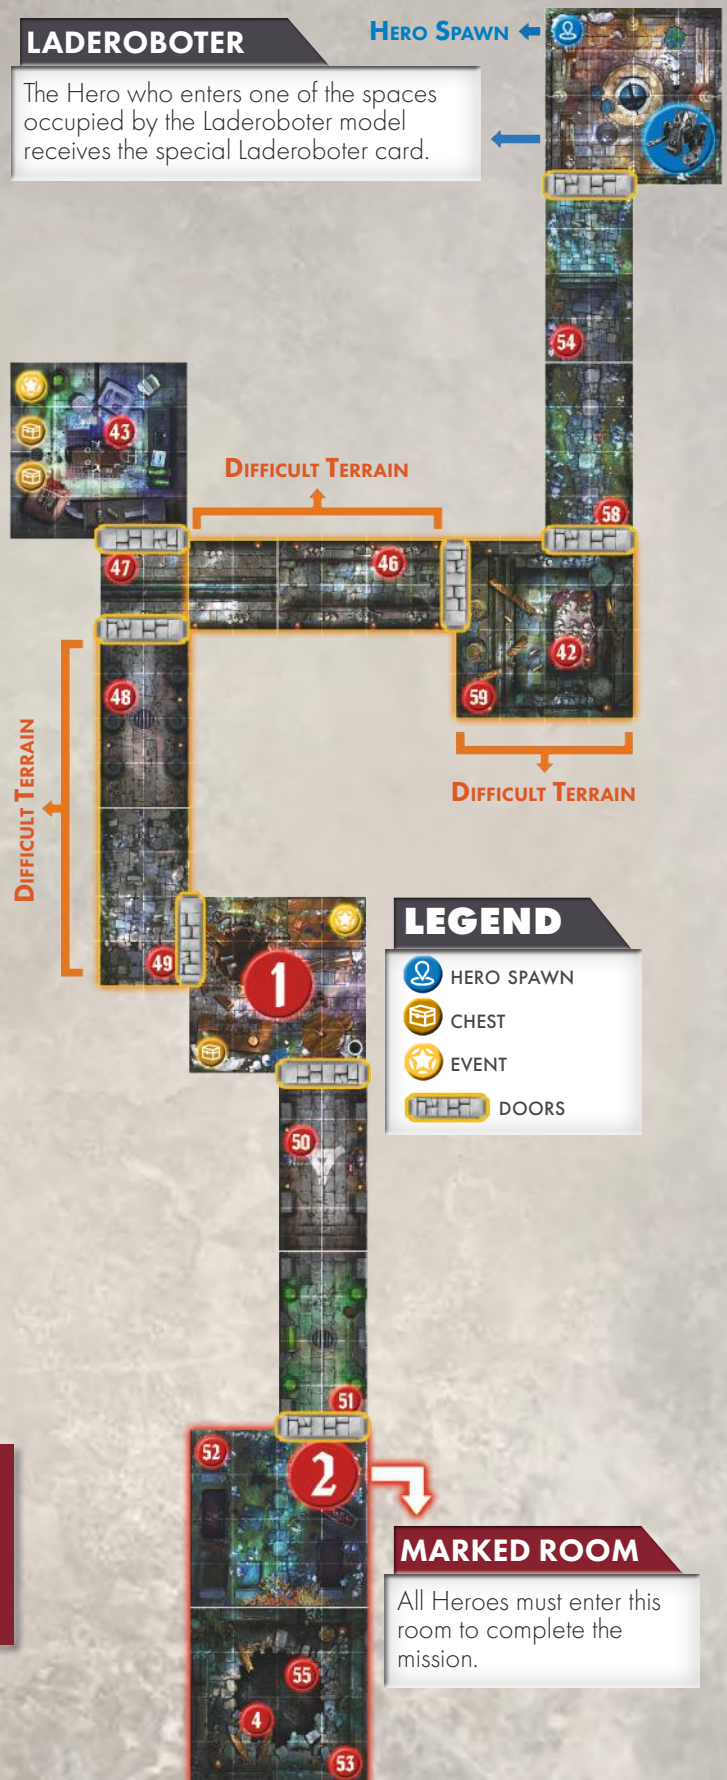 HERO SPAWN
LADEROBOTER
The Hero who enters one of the spaces
occupied by the Laderoboter model
receives the special Laderoboter card.
54
43
DIFFICULT TERRAIN
58
46
47
42
48
59
DIFFICULT TERRAIN
DIFFICULT TERRAIN
LEGEND
HERO SPAWN
CHEST
EVENT
DOORS
49
1
50
51
52
2
MARKED ROOM
All Heroes must enter this
room to complete the
mission.
55
4
53